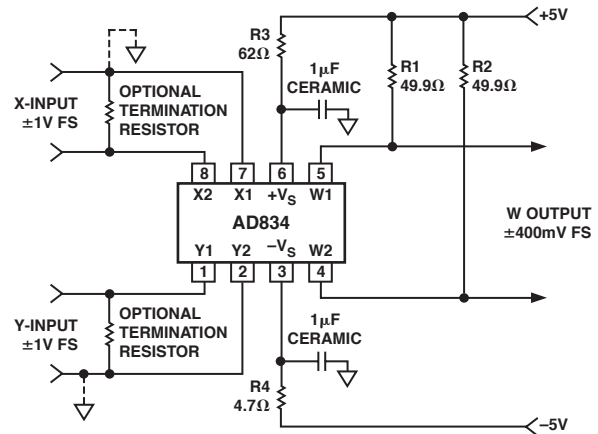 +5V
R3
62Ω
1µF
CERAMIC
R1
49.9Ω
R2
49.9Ω
X-INPUT
±1V FS
OPTIONAL
TERMINATION
RESISTOR
8 7 6 5
X2 X1 +VS W1
AD834
Y1 Y2 −VS W2
1 2 3 4
W OUTPUT
±400mV FS
Y-INPUT
±1V FS
OPTIONAL
TERMINATION
RESISTOR
1µF
CERAMIC
R4
4.7Ω
−5V